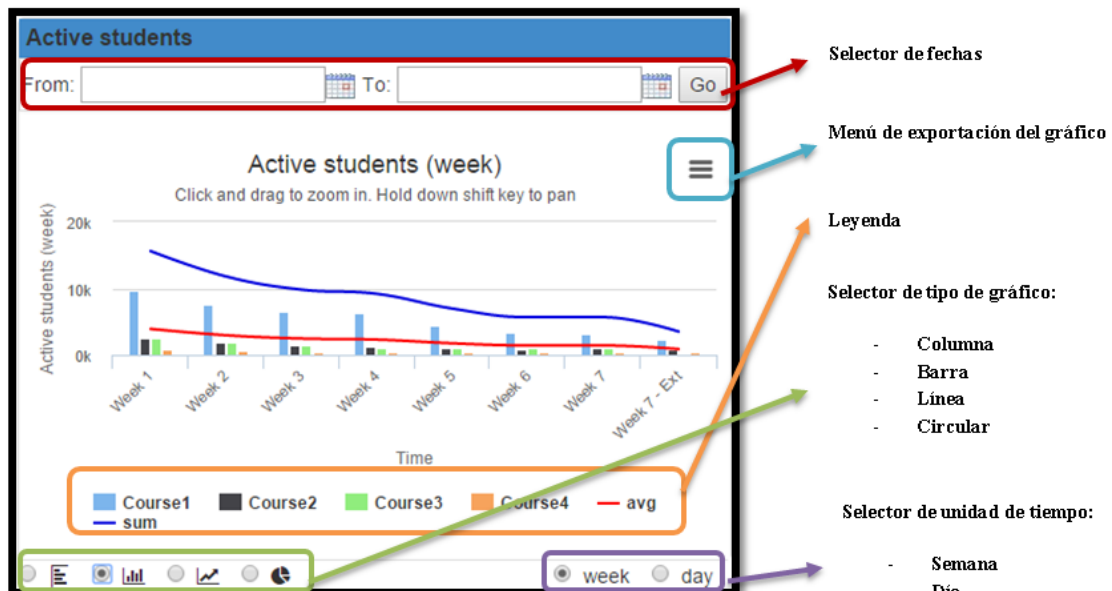 Active students
From: To: Go
Active students (week)
Click and drag to zoom in. Hold down shift key to pan
Active students (week)
20k
10k
0k
Week 1
Week 2
Week 3
Week 4
Week 5
Week 6
Week 7
Week 7 - Ext
Time
Course1 Course2 Course3 Course4 avg
sum
week day
Selector de fechas
Menú de exportación del gráfico
Leyenda
Selector de tipo de gráfico:
- Columna
- Barra
- Línea
- Circular
Selector de unidad de tiempo:
- Semana
- Día